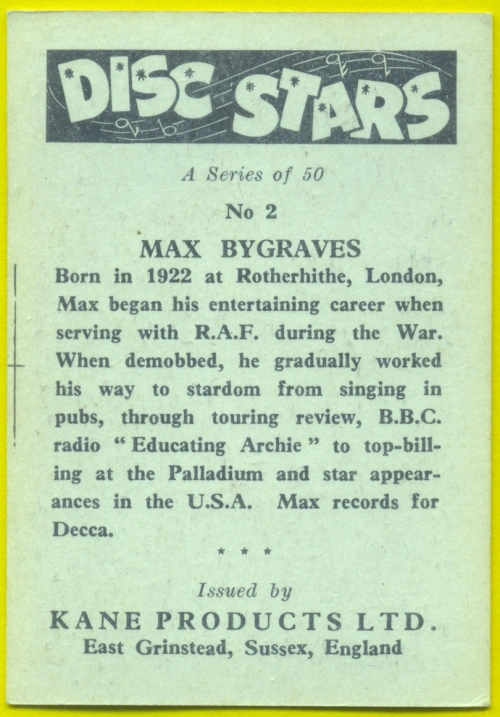 DISC STARS
A Series of 50
No 2
MAX BYGRAVES
Born in 1922 at Rotherhithe, London,
Max began his entertaining career when
serving with R.A.F. during the War.
When demobbed, he gradually worked
his way to stardom from singing in
pubs, through touring review, B.B.C.
radio “Educating Archie” to top-bill-
ing at the Palladium and star appear-
ances in the U.S.A. Max records for
Decca.
* * *
Issued by
KANE PRODUCTS LTD.
East Grinstead, Sussex, England